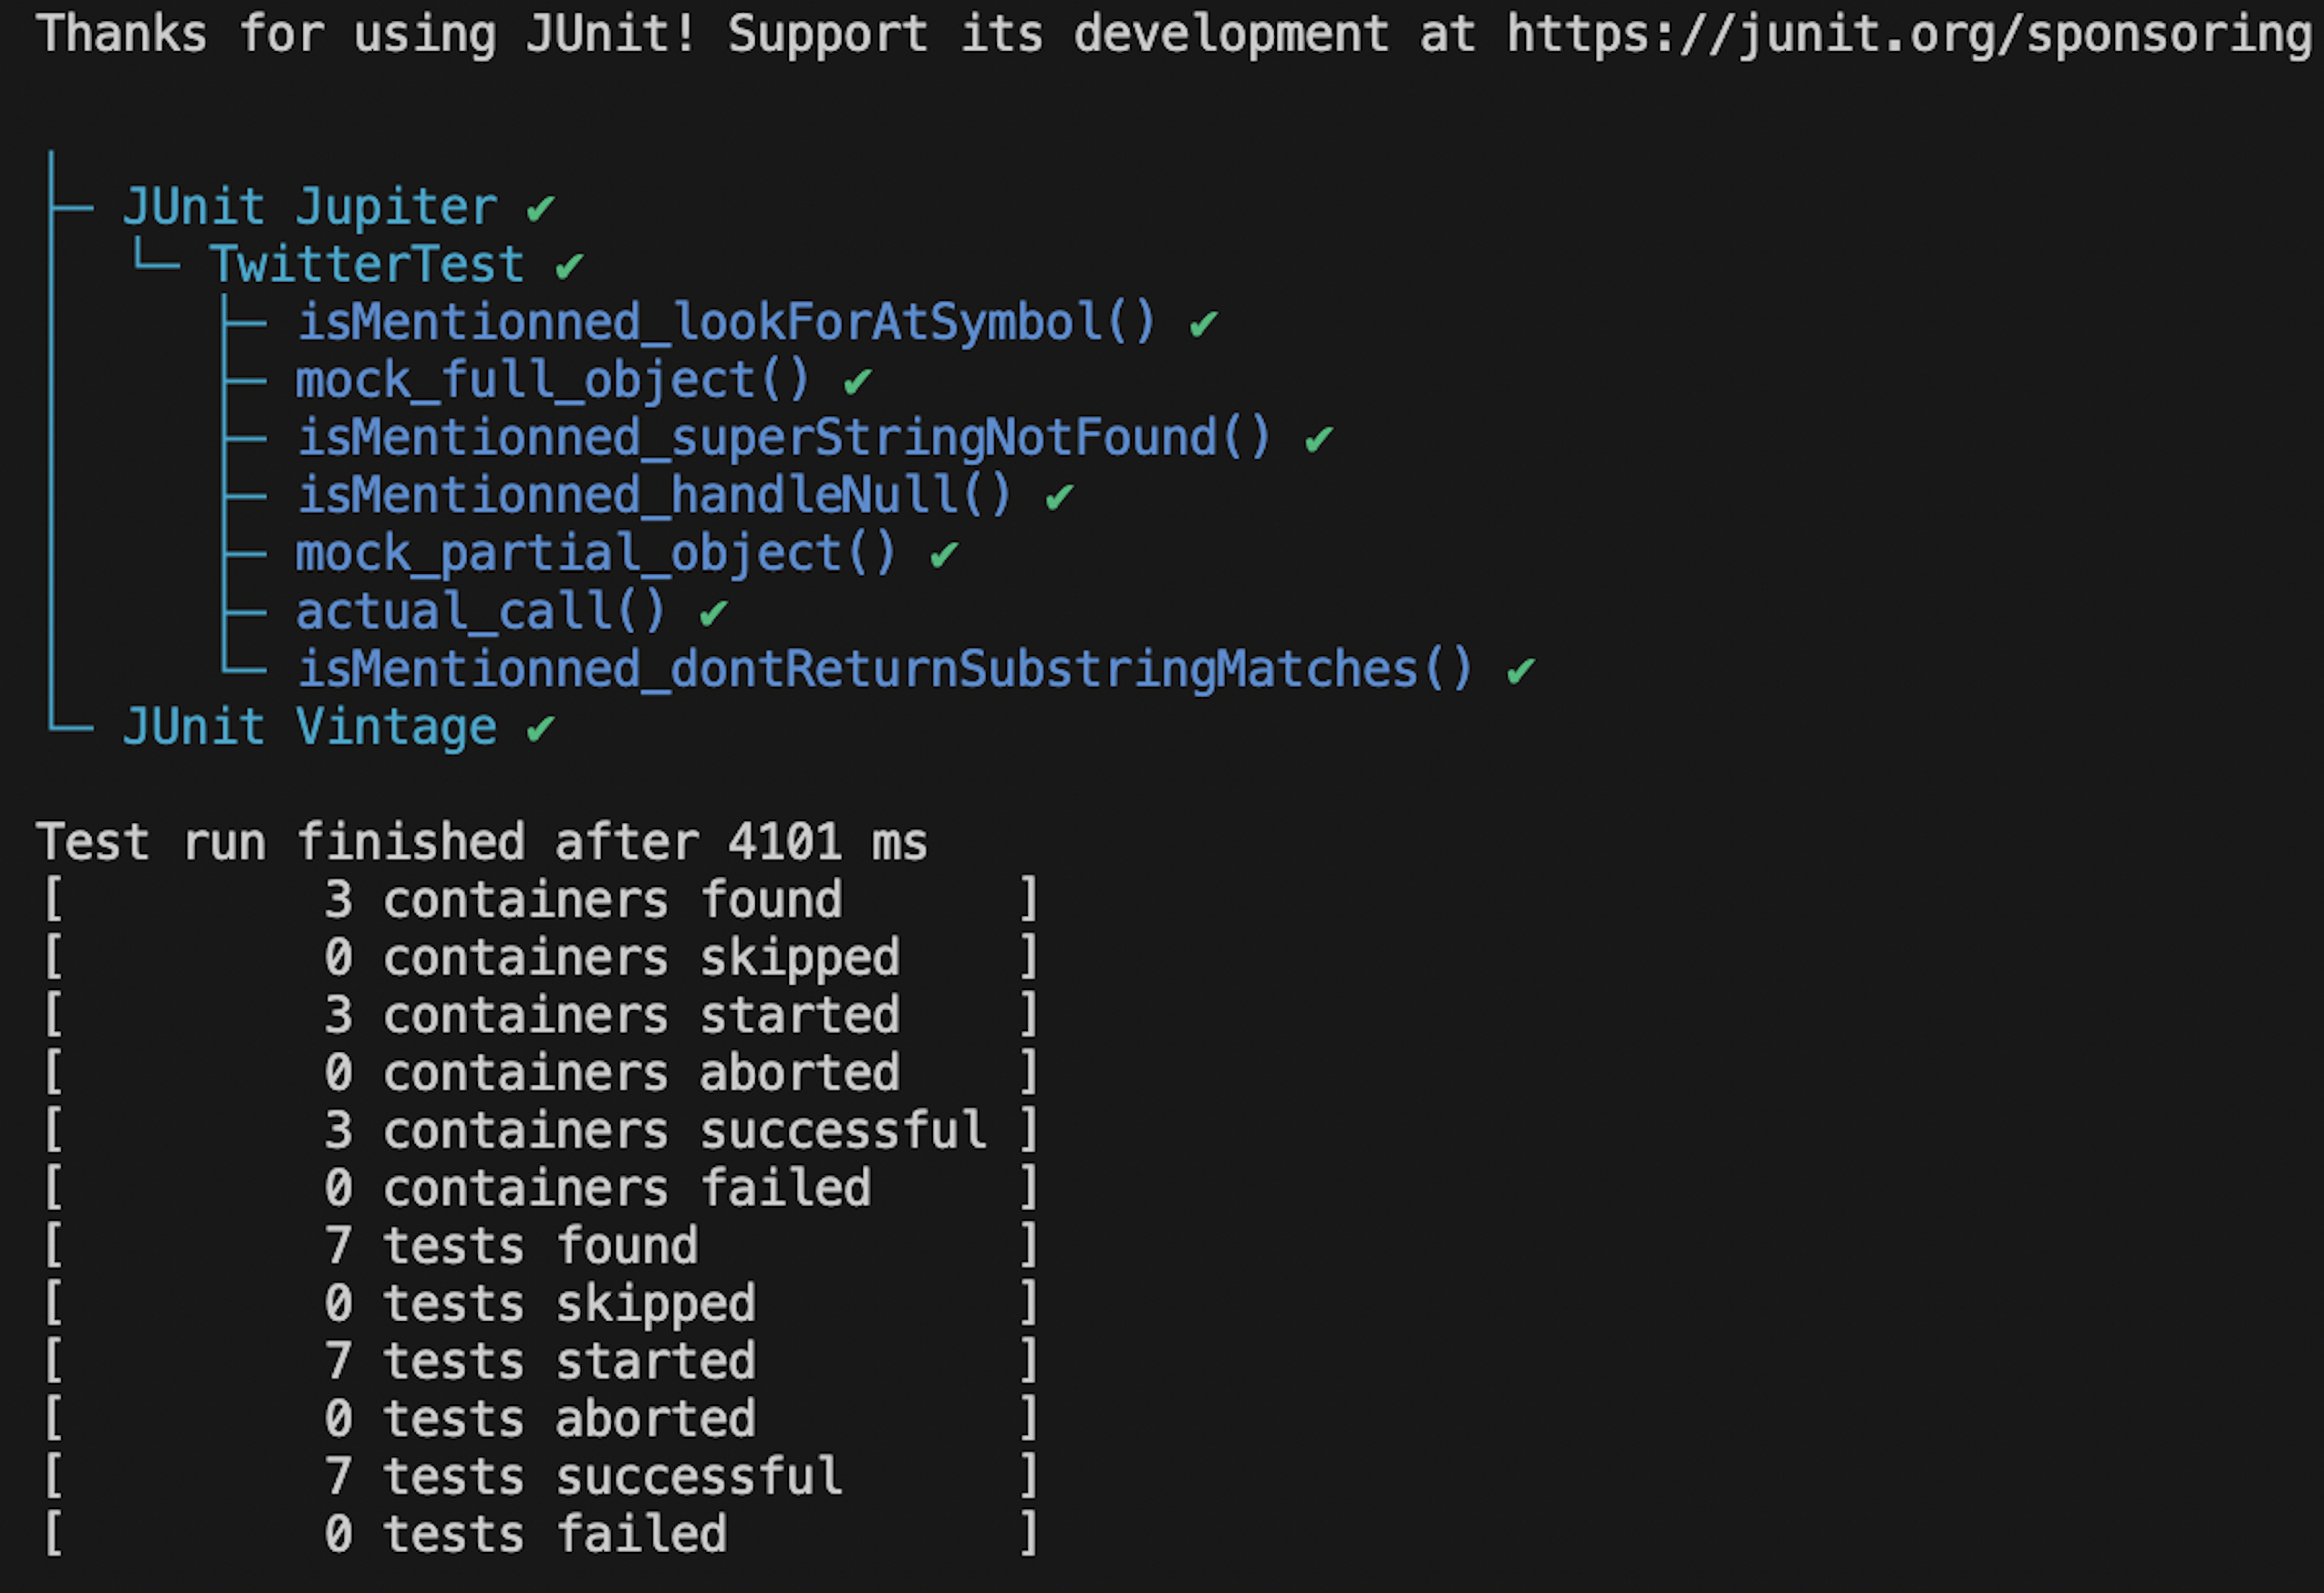 Thanks for using JUnit! Support its development at https://junit.org/sponsoring
├─ JUnit Jupiter ✔
│  └─ TwitterTest ✔
│     ├─ isMentionned_lookForAtSymbol() ✔
│     ├─ mock_full_object() ✔
│     ├─ isMentionned_superStringNotFound() ✔
│     ├─ isMentionned_handleNull() ✔
│     ├─ mock_partial_object() ✔
│     ├─ actual_call() ✔
│     └─ isMentionned_dontReturnSubstringMatches() ✔
└─ JUnit Vintage ✔
Test run finished after 4101 ms
[         3 containers found      ]
[         0 containers skipped    ]
[         3 containers started    ]
[         0 containers aborted    ]
[         3 containers successful ]
[         0 containers failed     ]
[         7 tests found           ]
[         0 tests skipped         ]
[         7 tests started         ]
[         0 tests aborted         ]
[         7 tests successful      ]
[         0 tests failed          ]